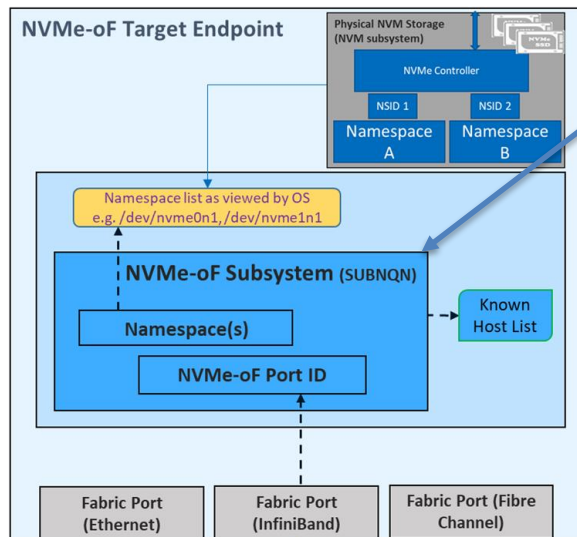 NVMe-oF Target Endpoint
Physical NVM Storage
(NVM subsystem)
NVMe
SSD
NVMe Controller
NSID 1
NSID 2
Namespace
A
Namespace
B
Namespace list as viewed by OS
e.g. /dev/nvme0n1,/dev/nvme1n1
NVMe-oF Subsystem (SUBNQN)
Namespace(s)
NVMe-oF Port ID
Known
Host List
Fabric Port
(Ethernet)
Fabric Port
(InfiniBand)
Fabric Port (Fibre
Channel)